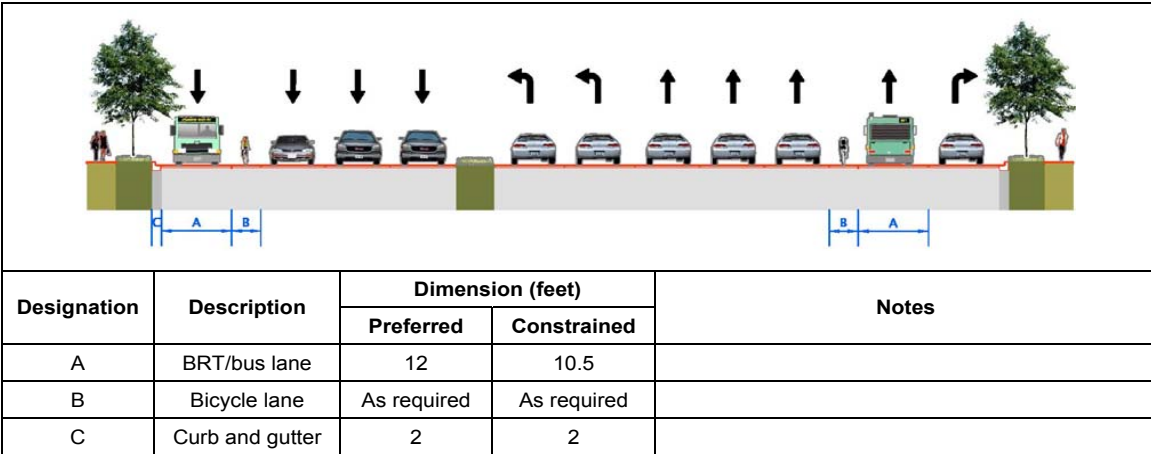 C A B B A
Designation Description Dimension (feet) Notes
Preferred Constrained
A BRT/bus lane 12 10.5
B Bicycle lane As required As required
C Curb and gutter 2 2